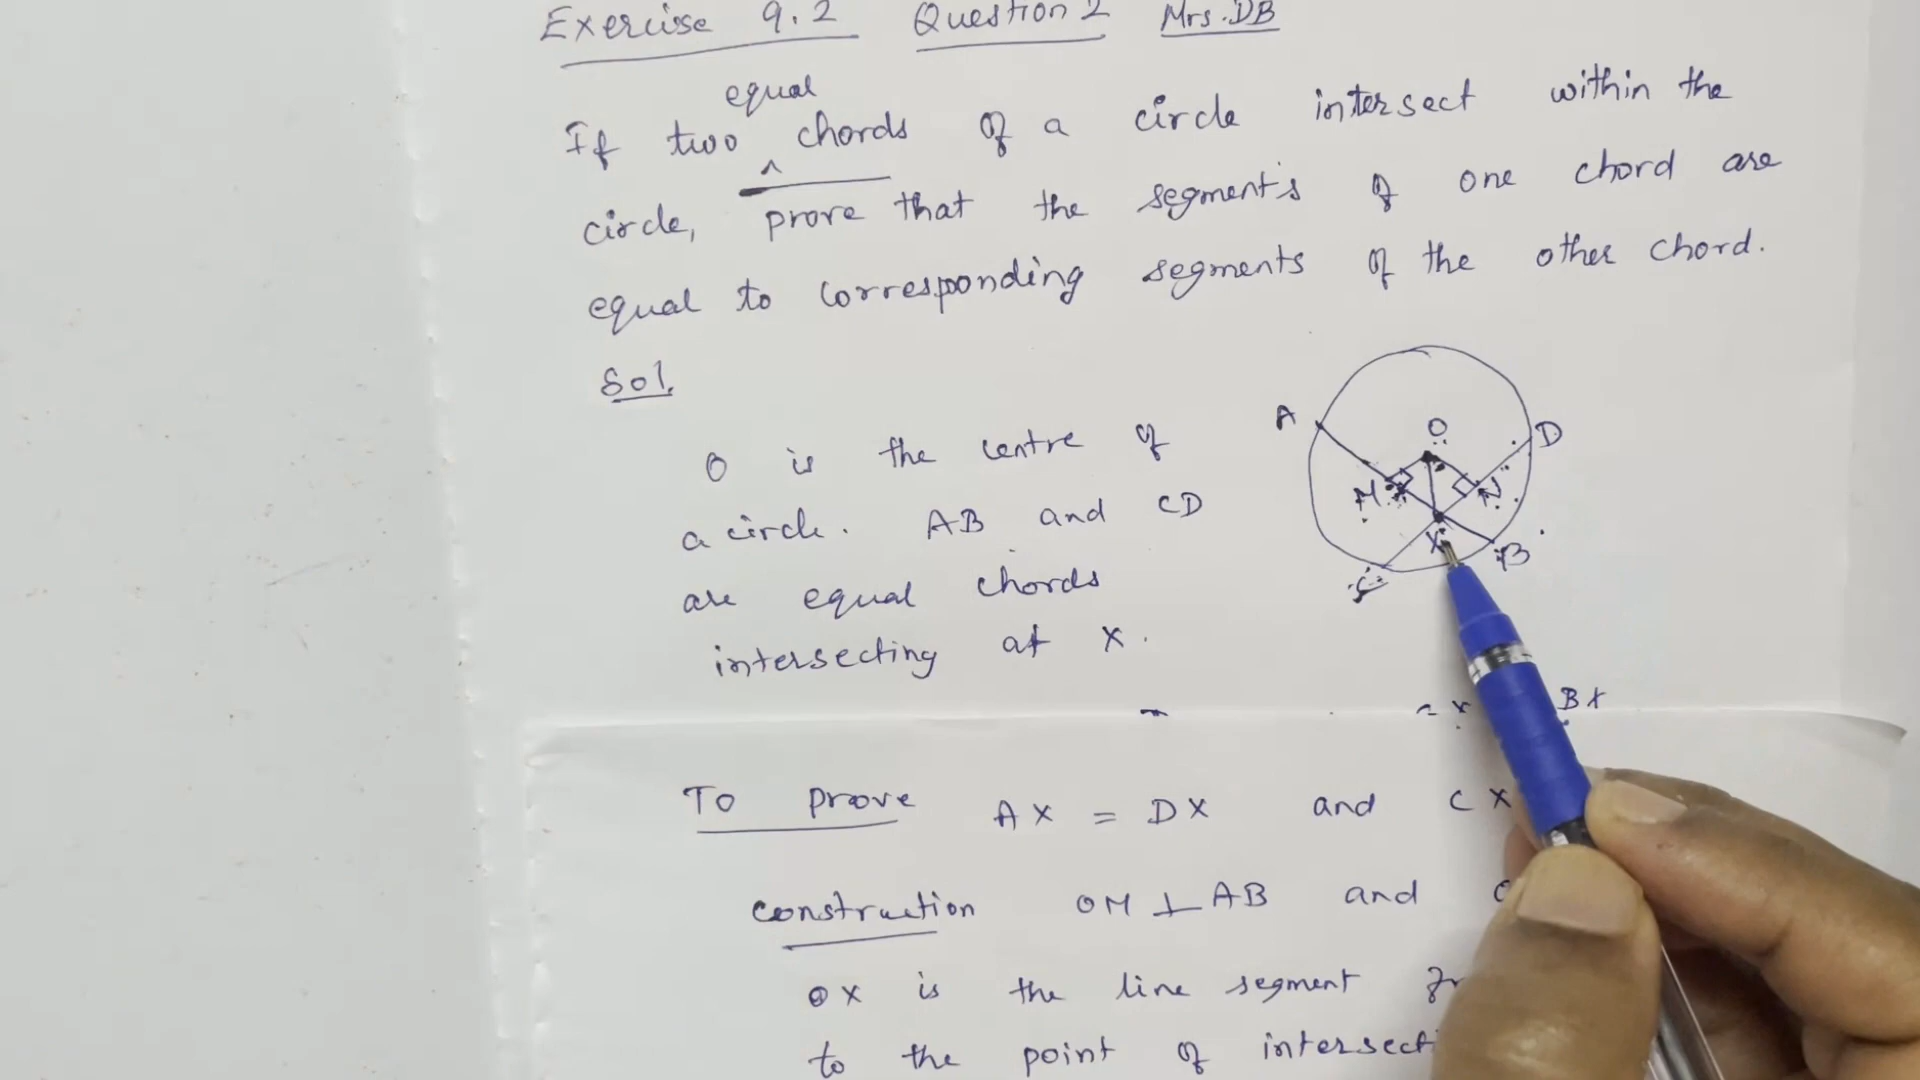 Exercise 9.2 Question 2 Mrs. DB
equal
If two ^ chords of a circle intersect within the
circle, prove that the segments of one chord are
equal to corresponding segments of the other chord.
Sol.
O is the centre of
a circle. AB and CD
are equal chords
intersecting at X.
A
O
D
M
N
X
B
C
BX
To prove AX = DX and CX
construction OM ⊥ AB and
OX is the line segment
to the point of